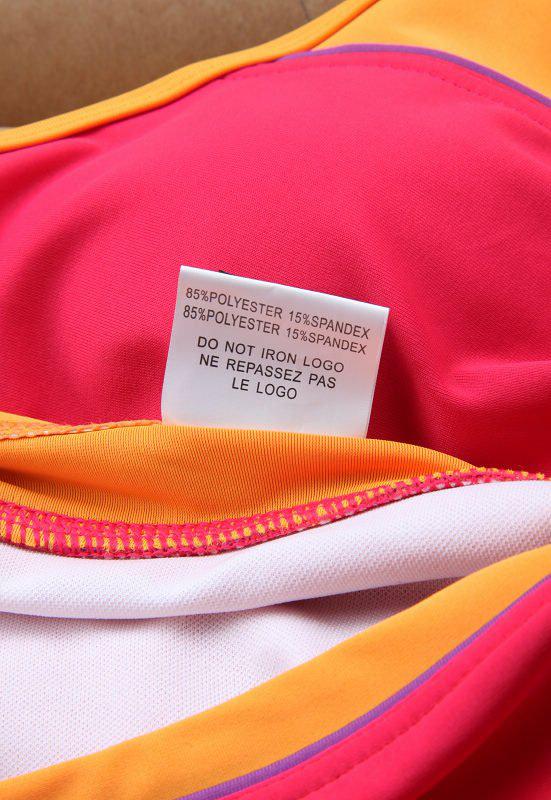 85%POLYESTER 15%SPANDEX
85%POLYESTER 15%SPANDEX
DO NOT IRON LOGO
NE REPASSEZ PAS
LE LOGO